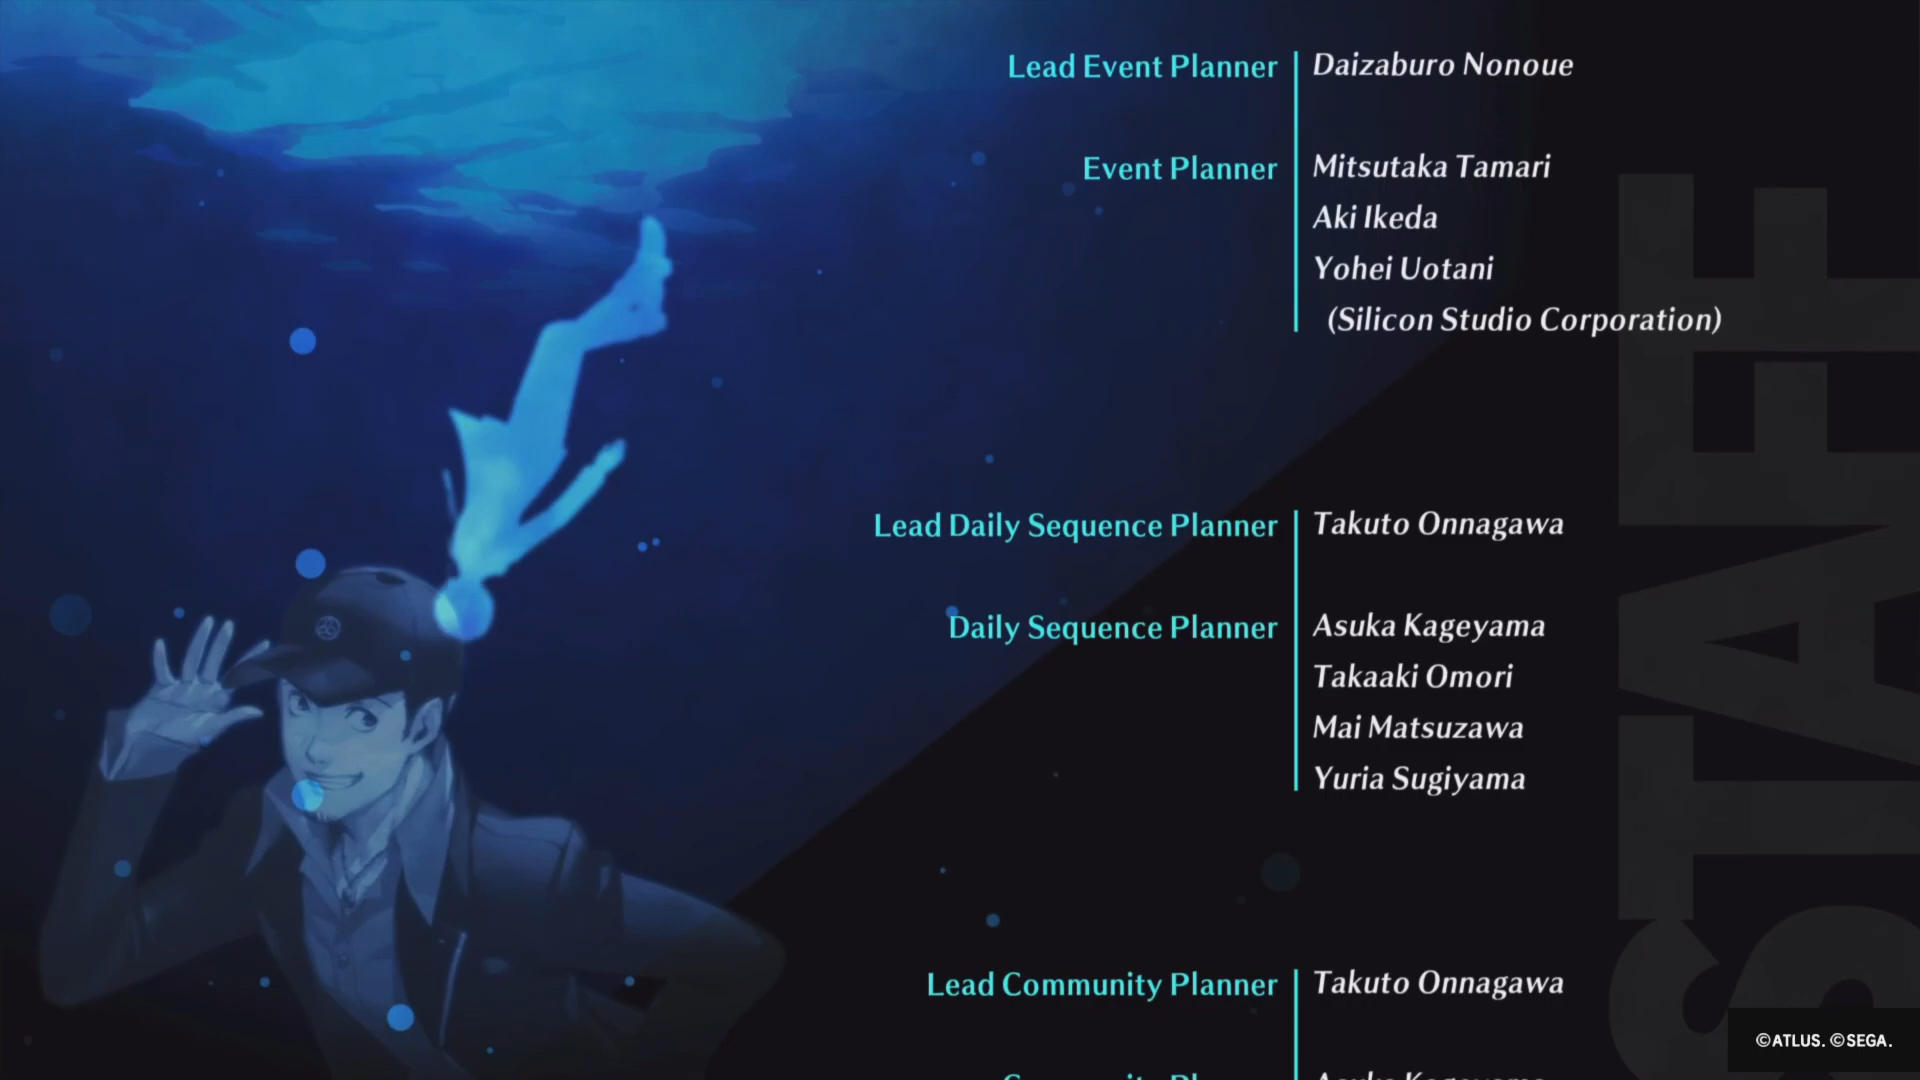 Lead Event Planner Daizaburo Nonoue
Event Planner Mitsutaka Tamari
Aki Ikeda
Yohei Uotani
(Silicon Studio Corporation)
Lead Daily Sequence Planner Takuto Onnagawa
Daily Sequence Planner Asuka Kageyama
Takaaki Omori
Mai Matsuzawa
Yuria Sugiyama
Lead Community Planner Takuto Onnagawa
STAFF
©ATLUS. ©SEGA.